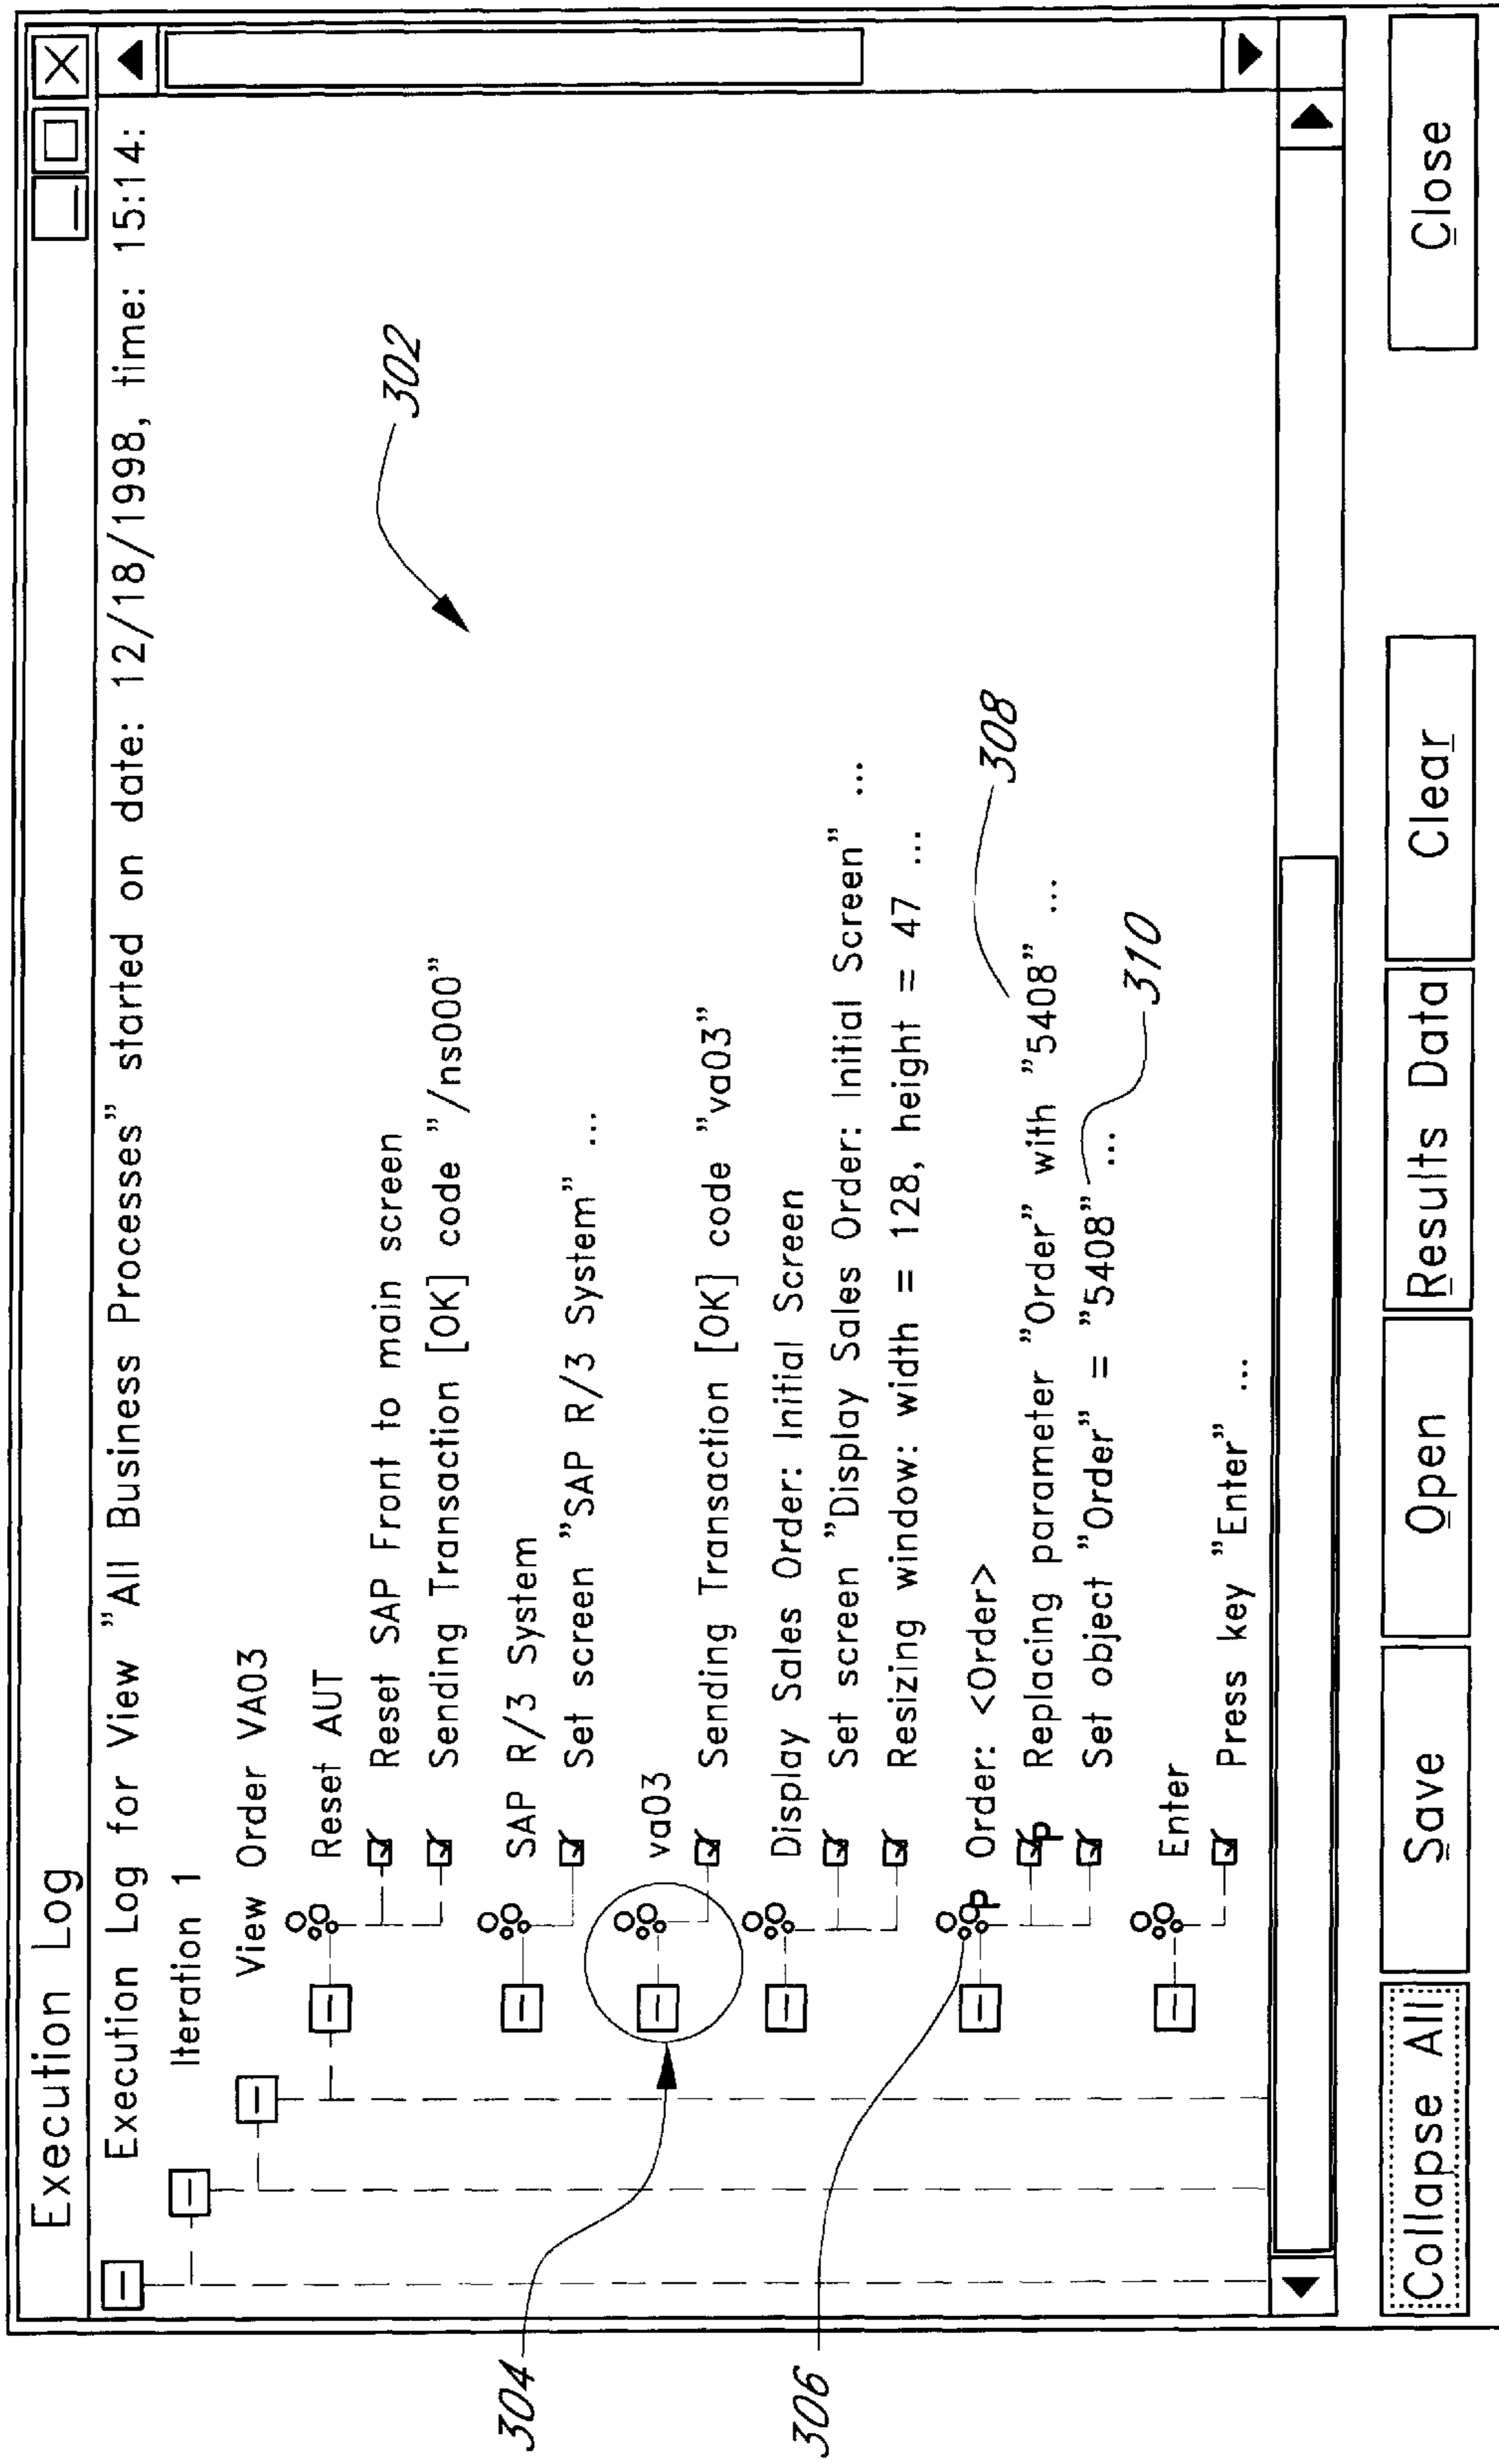 Execution Log
Execution Log for View "All Business Processes" started on date: 12/18/1998, time: 15:14:
Iteration 1
View Order VA03
Reset AUT
Reset SAP Front to main screen
Sending Transaction [OK] code "/ns000"
SAP R/3 System
Set screen "SAP R/3 System" ...
va03
Sending Transaction [OK] code "va03"
Display Sales Order: Initial Screen
Set screen "Display Sales Order: Initial Screen" ...
Resizing window: width = 128, height = 47 ...
P Order: <Order>
P Replacing parameter "Order" with "5408" ...
Set object "Order" = "5408" ...
Enter
Press key "Enter" ...
302
304
306
308
310
Collapse All
Save
Open
Results Data
Clear
Close